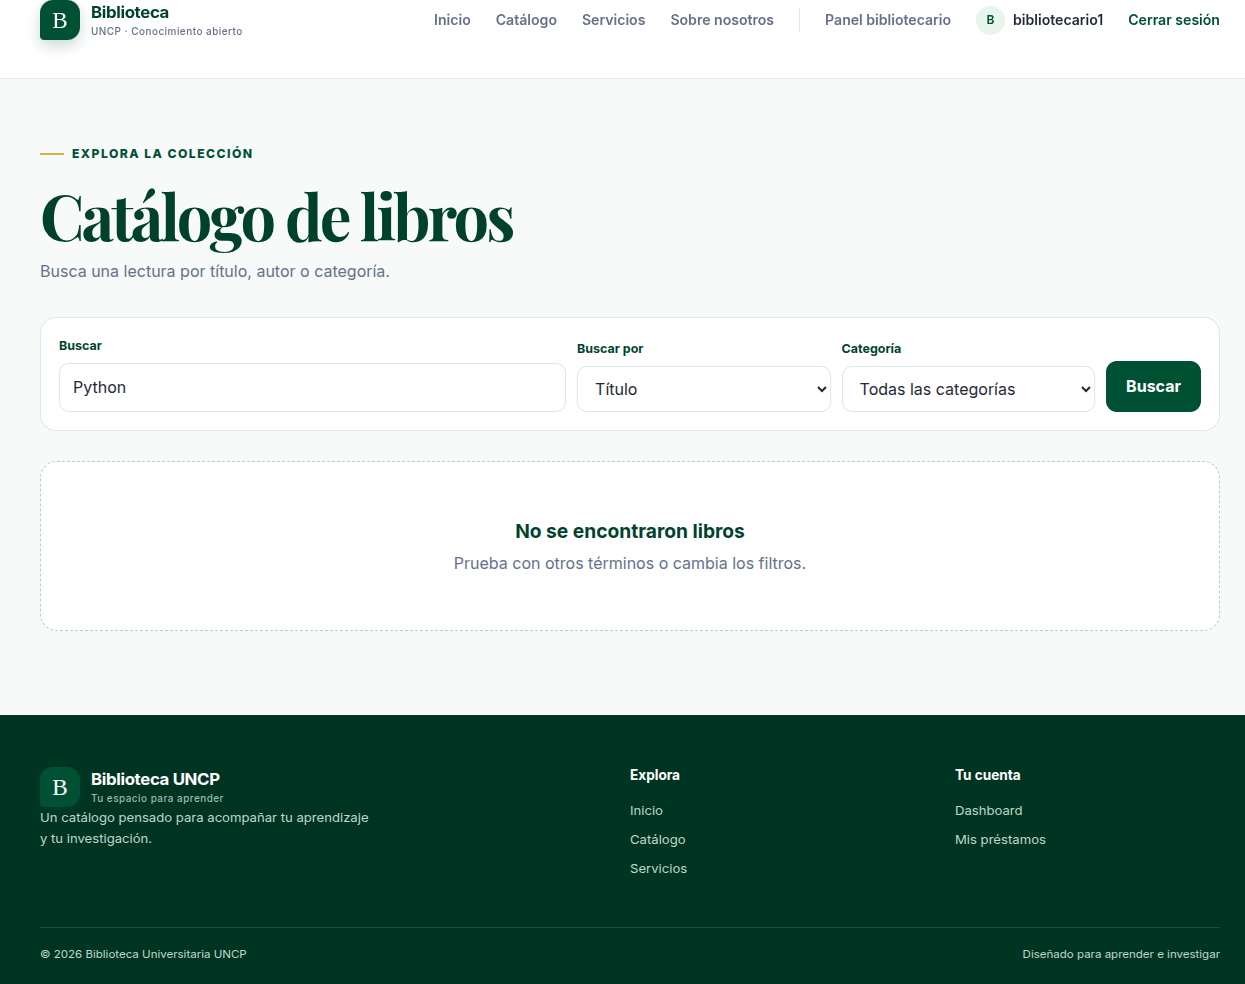 B
Biblioteca
UNCP · Conocimiento abierto
Inicio
Catálogo
Servicios
Sobre nosotros
Panel bibliotecario
B
bibliotecario1
Cerrar sesión
EXPLORA LA COLECCIÓN
Catálogo de libros
Busca una lectura por título, autor o categoría.
Buscar
Python
Buscar por
Título
Categoría
Todas las categorías
Buscar
No se encontraron libros
Prueba con otros términos o cambia los filtros.
B
Biblioteca UNCP
Tu espacio para aprender
Un catálogo pensado para acompañar tu aprendizaje
y tu investigación.
Explora
Inicio
Catálogo
Servicios
Tu cuenta
Dashboard
Mis préstamos
© 2026 Biblioteca Universitaria UNCP
Diseñado para aprender e investigar